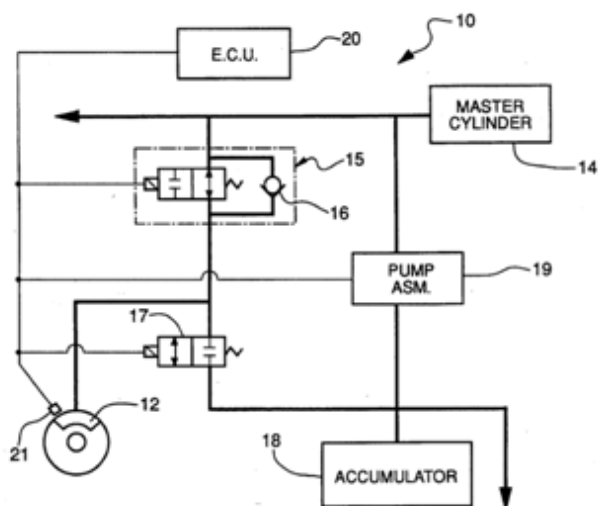 E.C.U.
20
10
MASTER
CYLINDER
14
15
16
PUMP
ASM.
19
17
12
21
18
ACCUMULATOR